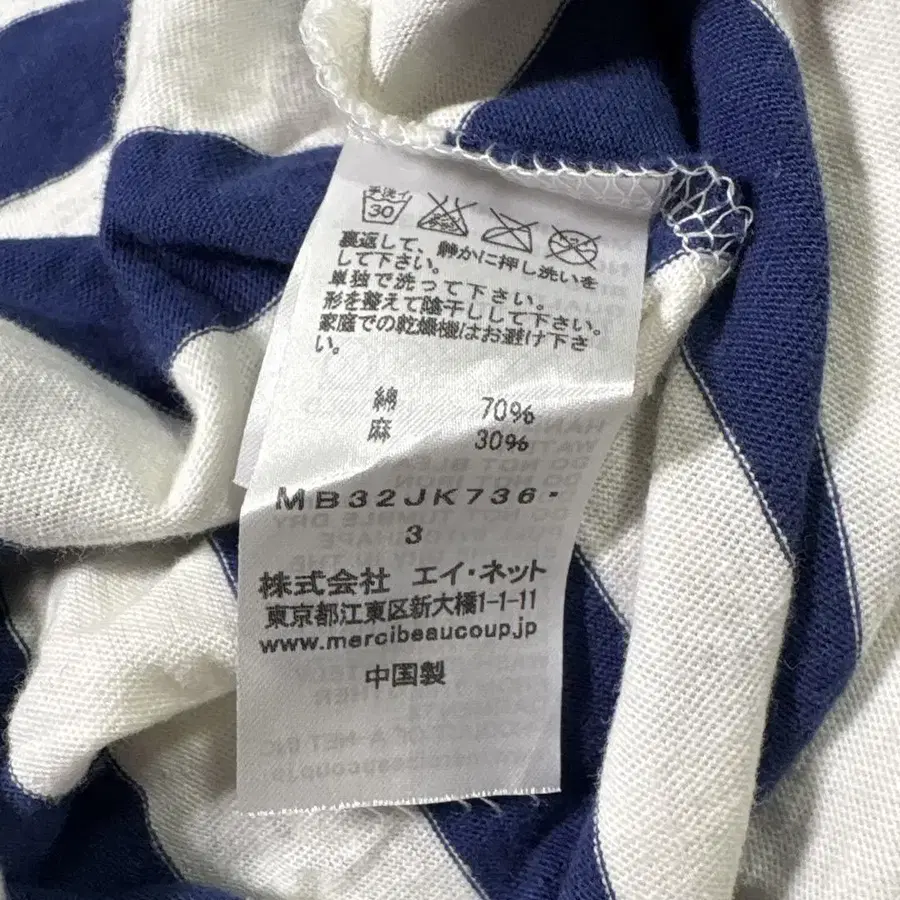 手洗イ
30
裏返して、静かに押し洗いを
して下さい。
単独で洗って下さい。
形を整えて陰干しして下さい。
家庭での乾燥機はお避け下さ
い。
綿 70%
麻 30%
MB32JK736-
3
株式会社 エイ・ネット
東京都江東区新大橋1-1-11
www.mercibeaucoup.jp
中国製